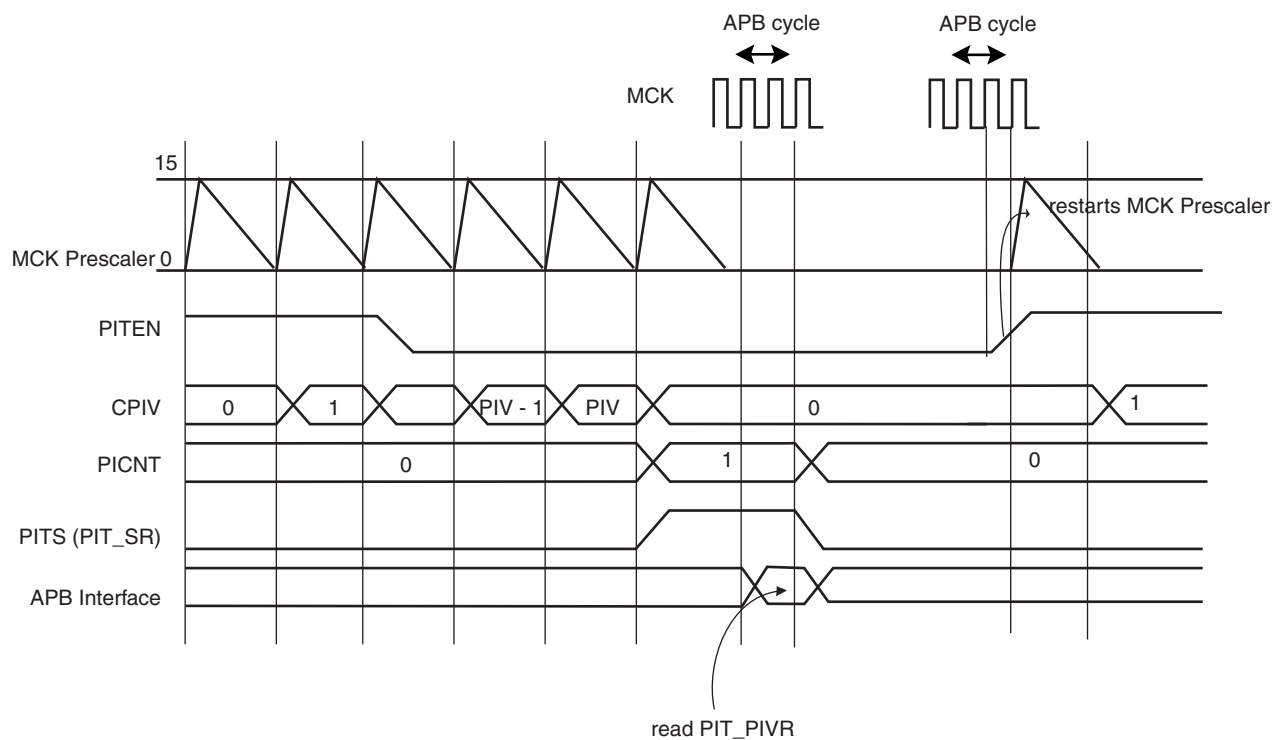 APB cycle APB cycle
MCK
15
restarts MCK Prescaler
MCK Prescaler 0
PITEN
CPIV 0 1 PIV - 1 PIV 0 1
PICNT 0 1 0
PITS (PIT_SR)
APB Interface
read PIT_PIVR